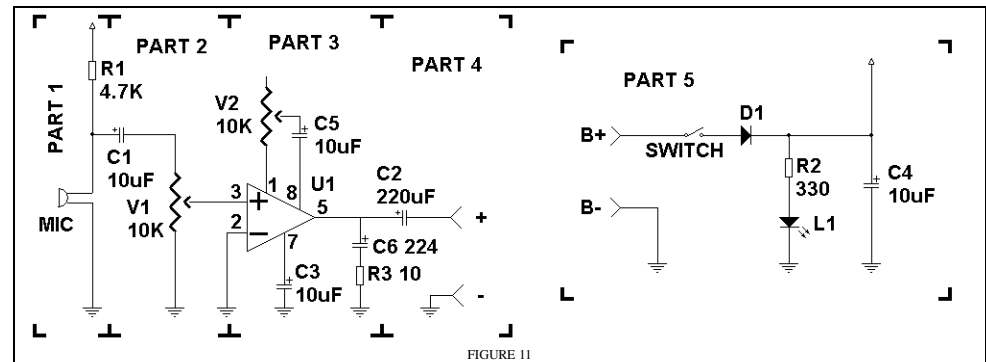 PART 1
PART 2
PART 3
PART 4
R1
4.7K
C1
10uF
MIC
V1
10K
V2
10K
C5
10uF
1
8
U1
3
+
2
−
5
7
C3
10uF
C2
220uF
+
C6 224
R3 10
-
PART 5
B+
SWITCH
D1
R2
330
C4
10uF
B-
L1
FIGURE 11